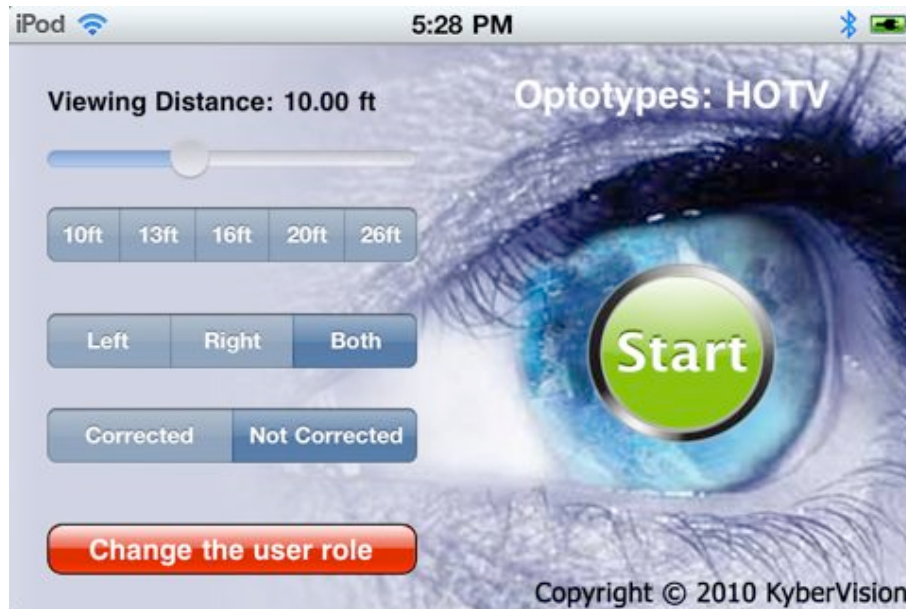 iPod 5:28 PM
Viewing Distance: 10.00 ft
Optotypes: HOTV
10ft 13ft 16ft 20ft 26ft
Left Right Both
Start
Corrected Not Corrected
Change the user role
Copyright © 2010 KyberVision